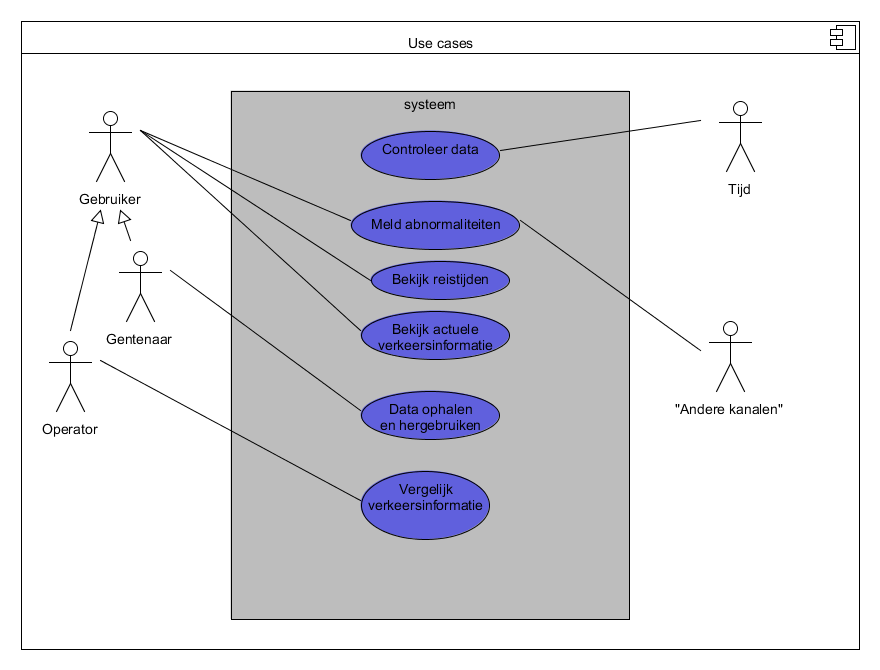 Use cases
systeem
Controleer data
Meld abnormaliteiten
Bekijk reistijden
Bekijk actuele
verkeersinformatie
Data ophalen
en hergebruiken
Vergelijk
verkeersinformatie
Gebruiker
Gentenaar
Operator
Tijd
"Andere kanalen"